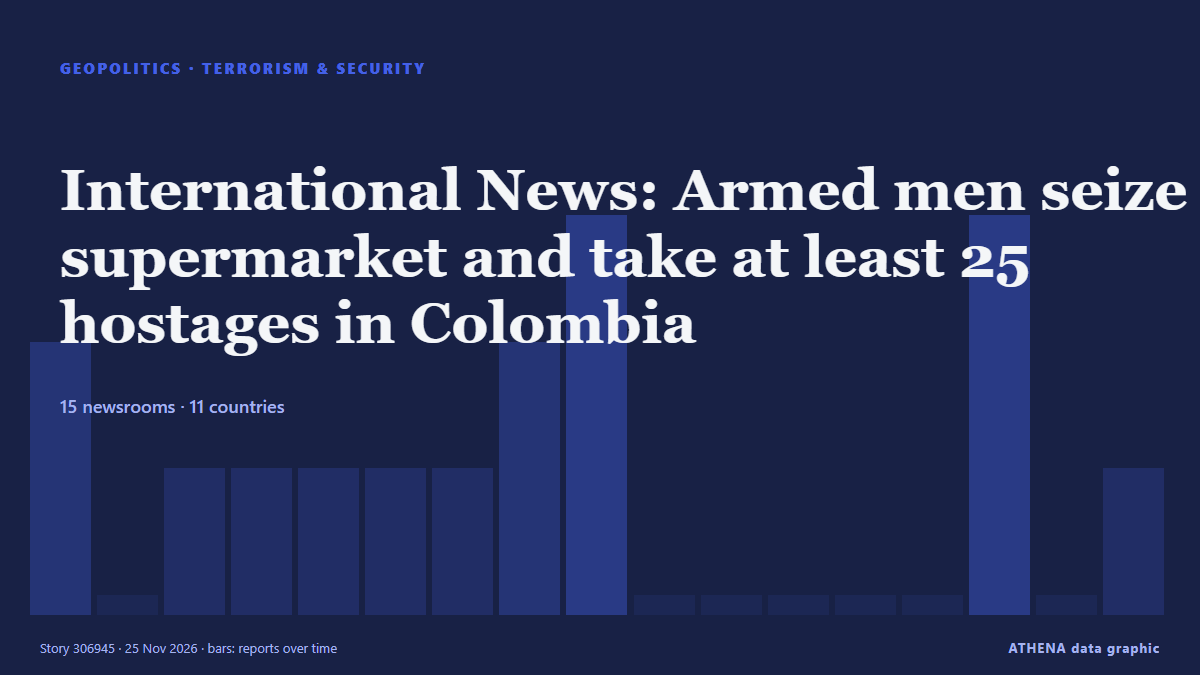 GEOPOLITICS · TERRORISM & SECURITY
International News: Armed men seize
supermarket and take at least 25
hostages in Colombia
15 newsrooms · 11 countries
Story 306945 · 25 Nov 2026 · bars: reports over time
ATHENA data graphic